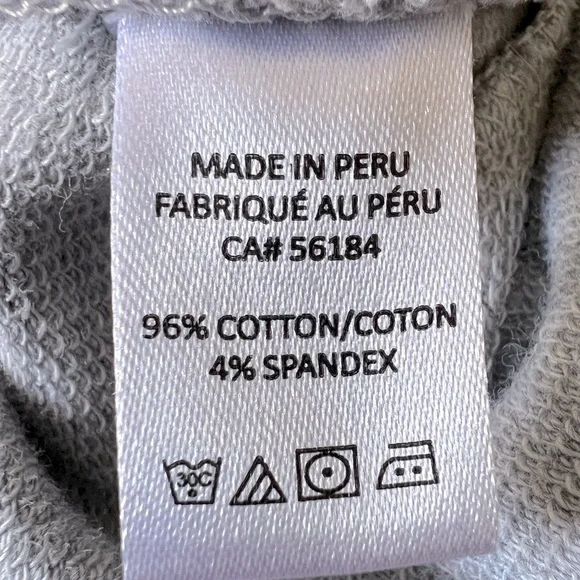 MADE IN PERU
FABRIQUÉ AU PÉRU
CA# 56184
96% COTTON/COTON
4% SPANDEX
30C